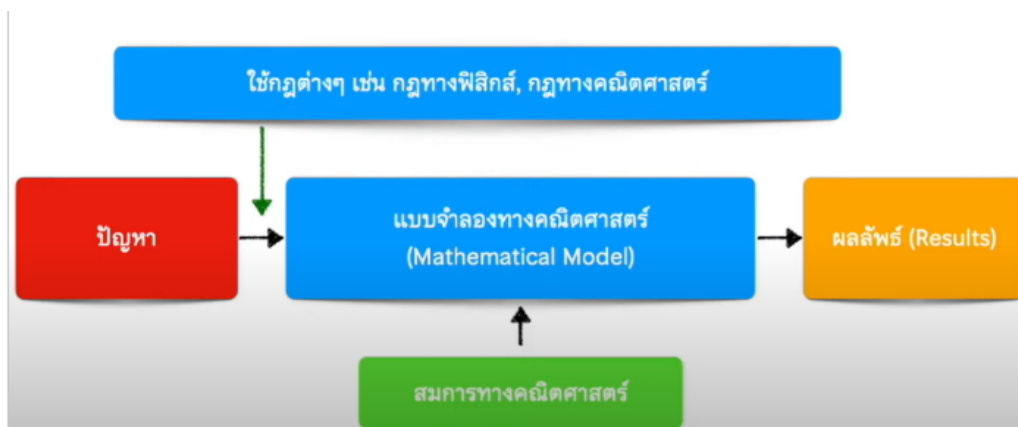 ใช้กฎต่างๆ เช่น กฎทางฟิสิกส์, กฎทางคณิตศาสตร์
ปัญหา
แบบจำลองทางคณิตศาสตร์
(Mathematical Model)
ผลลัพธ์ (Results)
สมการทางคณิตศาสตร์